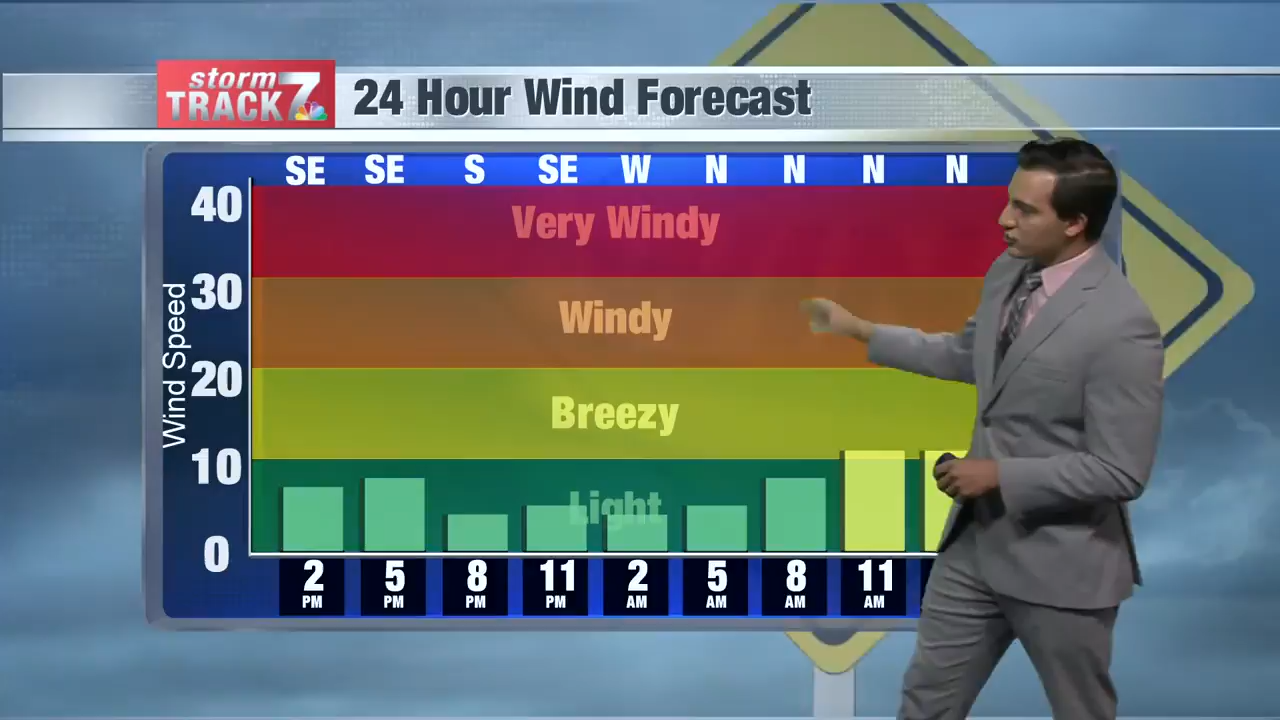 storm
TRACK 7
24 Hour Wind Forecast
SE SE S SE W N N N N
40
30
20
10
0
Wind Speed
Very Windy
Windy
Breezy
Light
2 5 8 11 2 5 8 11
PM PM PM PM AM AM AM AM